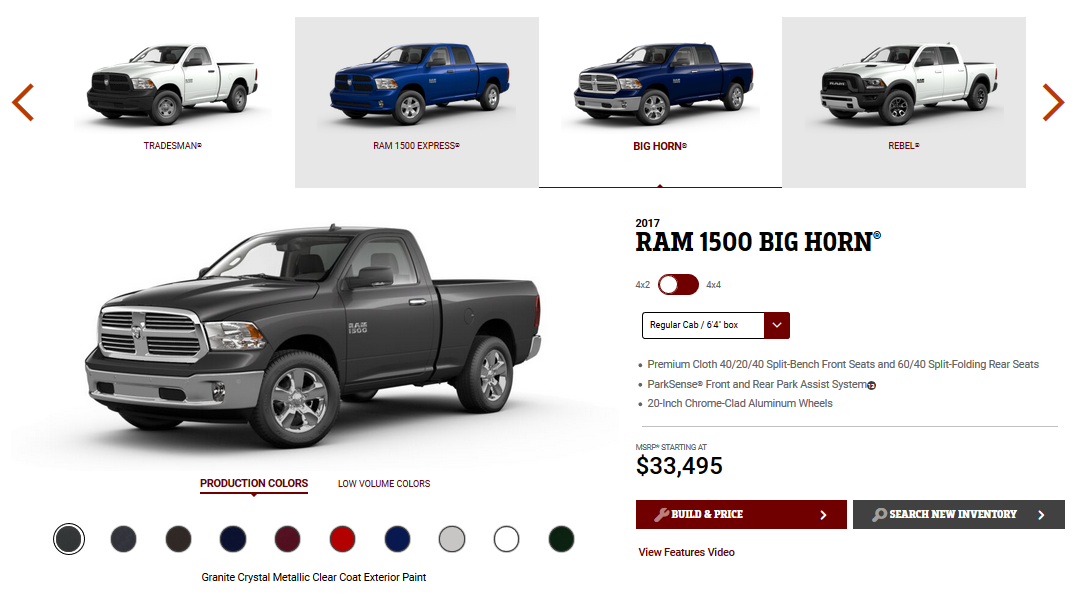 TRADESMAN®
RAM 1500 EXPRESS®
BIG HORN®
REBEL®
2017
RAM 1500 BIG HORN®
4x2
4x4
Regular Cab / 6'4" box
• Premium Cloth 40/20/40 Split-Bench Front Seats and 60/40 Split-Folding Rear Seats
• ParkSense® Front and Rear Park Assist System
• 20-Inch Chrome-Clad Aluminum Wheels
MSRP® STARTING AT
$33,495
BUILD & PRICE
SEARCH NEW INVENTORY
View Features Video
RAM
1500
PRODUCTION COLORS
LOW VOLUME COLORS
Granite Crystal Metallic Clear Coat Exterior Paint